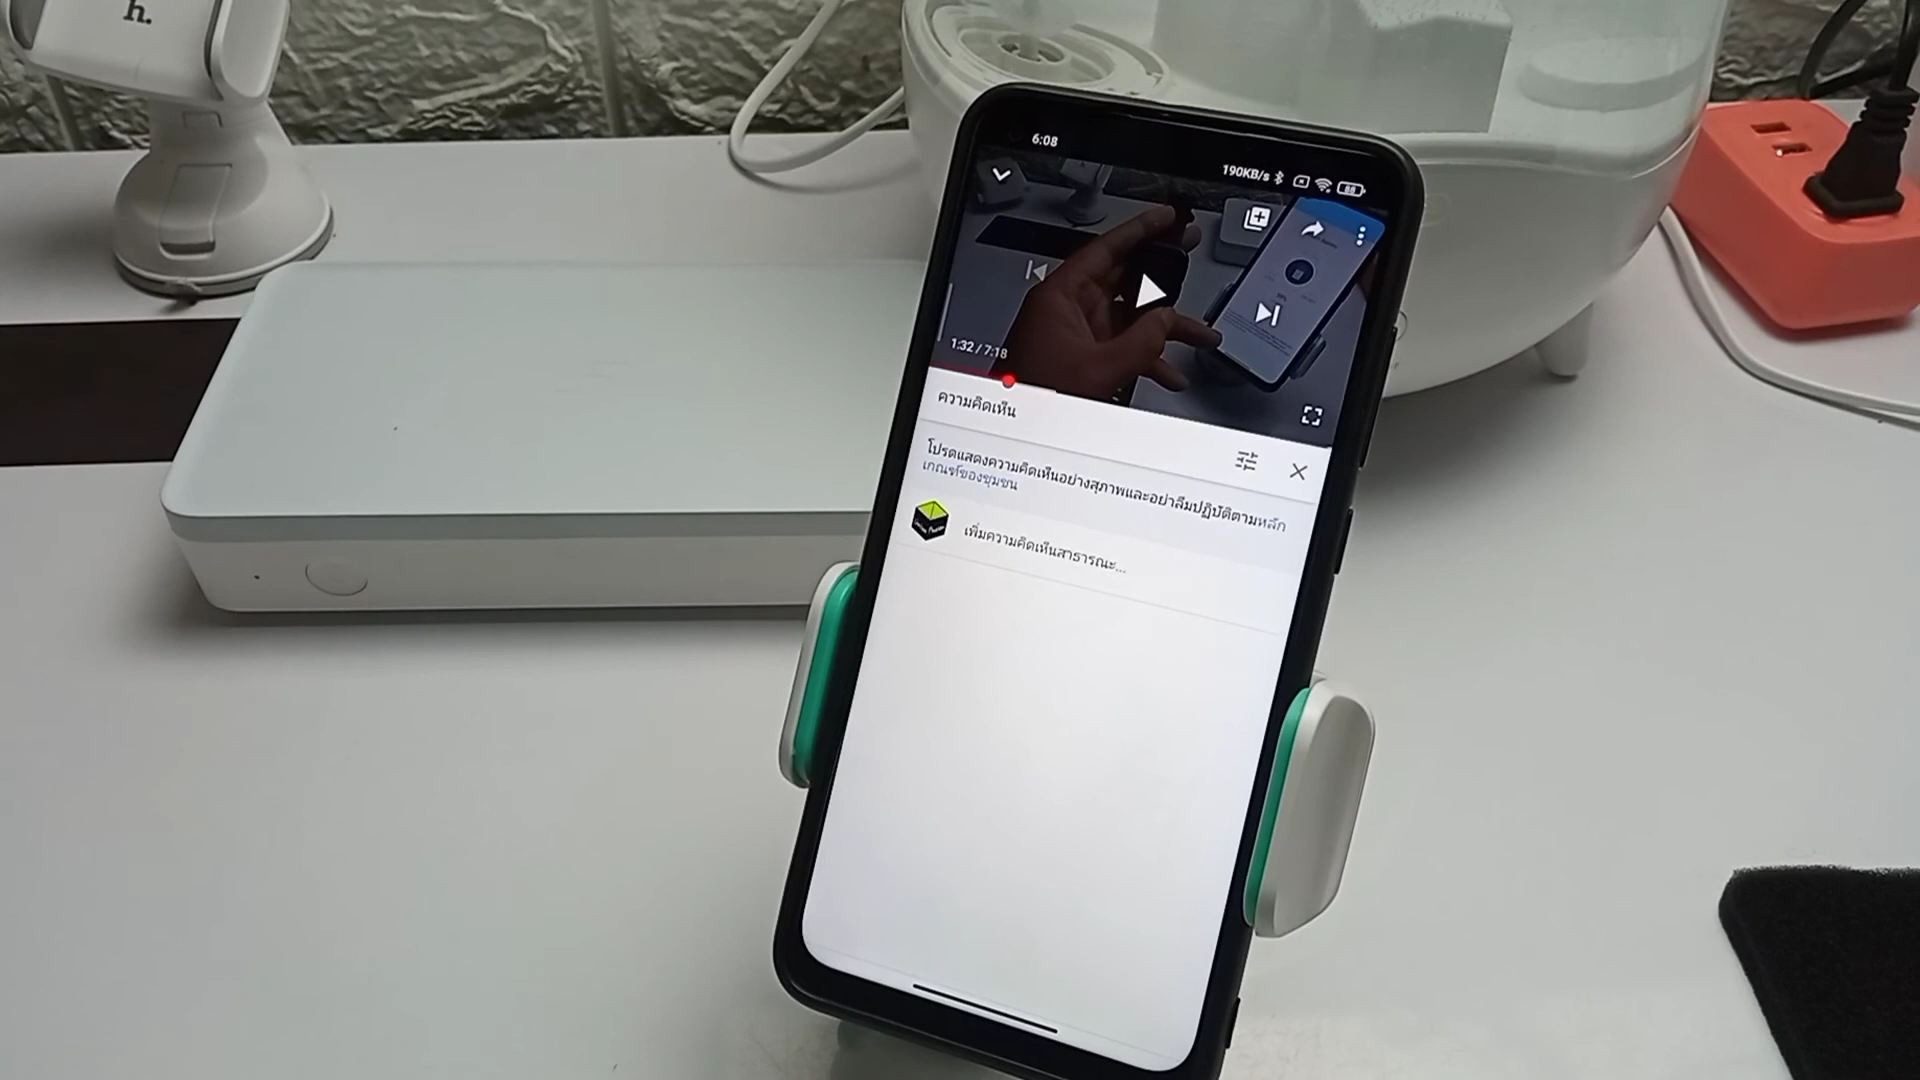 h.
6:08
190KB/s
88
1:32 / 7:18
ความคิดเห็น
โปรดแสดงความคิดเห็นอย่างสุภาพและอย่าลืมปฏิบัติตามหลัก
เกณฑ์ของชุมชน
เพิ่มความคิดเห็นสาธารณะ...